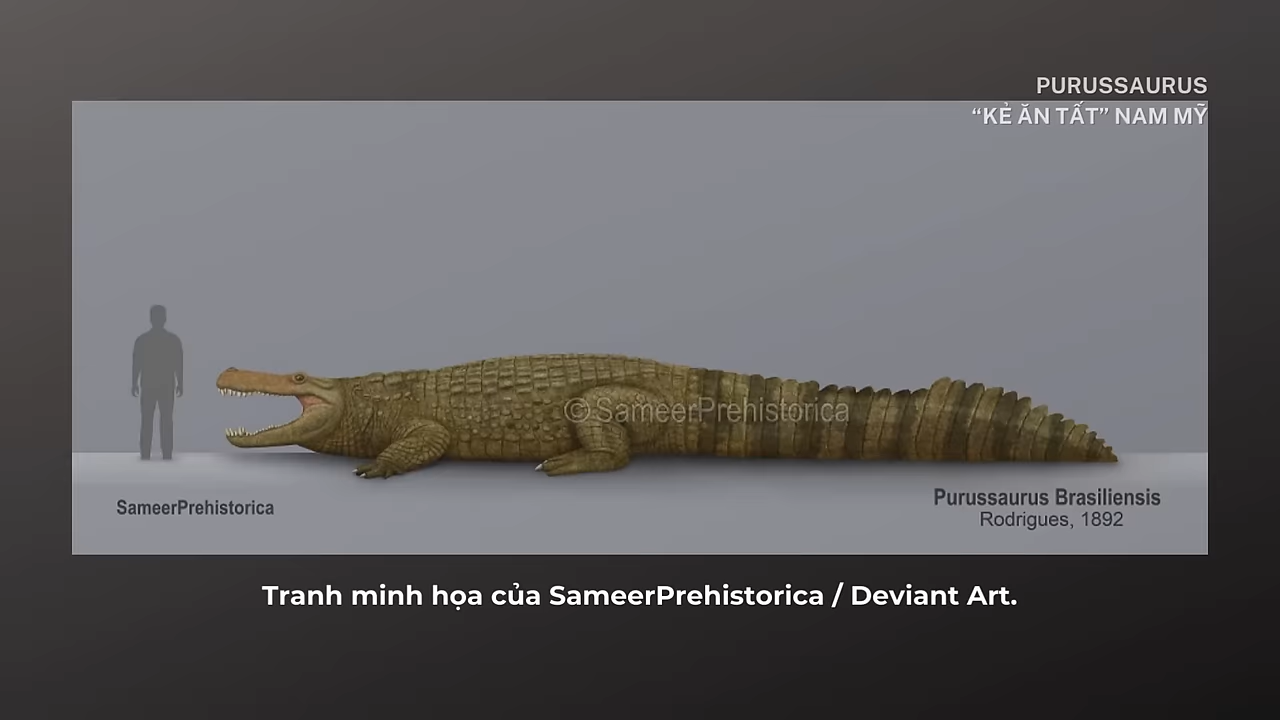 PURUSSAURUS
“KẺ ĂN TẤT” NAM MỸ
© SameerPrehistorica
SameerPrehistorica
Purussaurus Brasiliensis
Rodrigues, 1892
Tranh minh họa của SameerPrehistorica / Deviant Art.